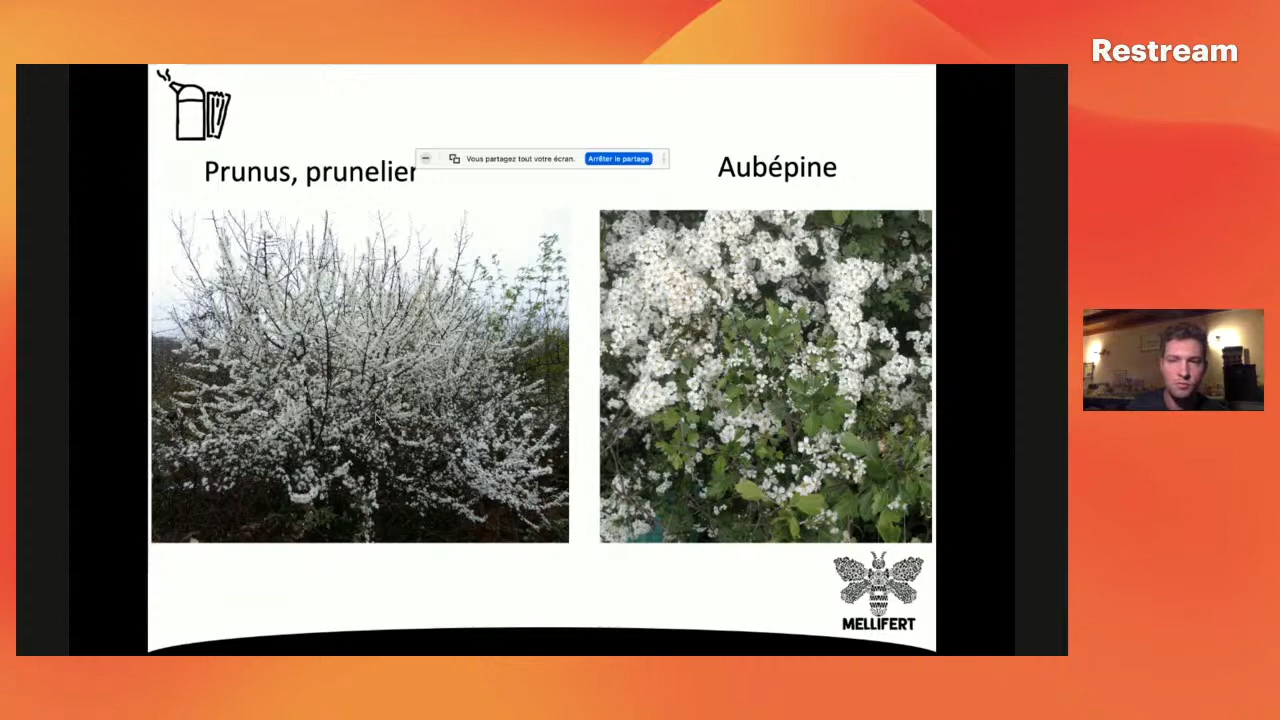 Restream
Vous partagez tout votre écran. Arrêter le partage
Prunus, prunelier
Aubépine
MELLIFERT